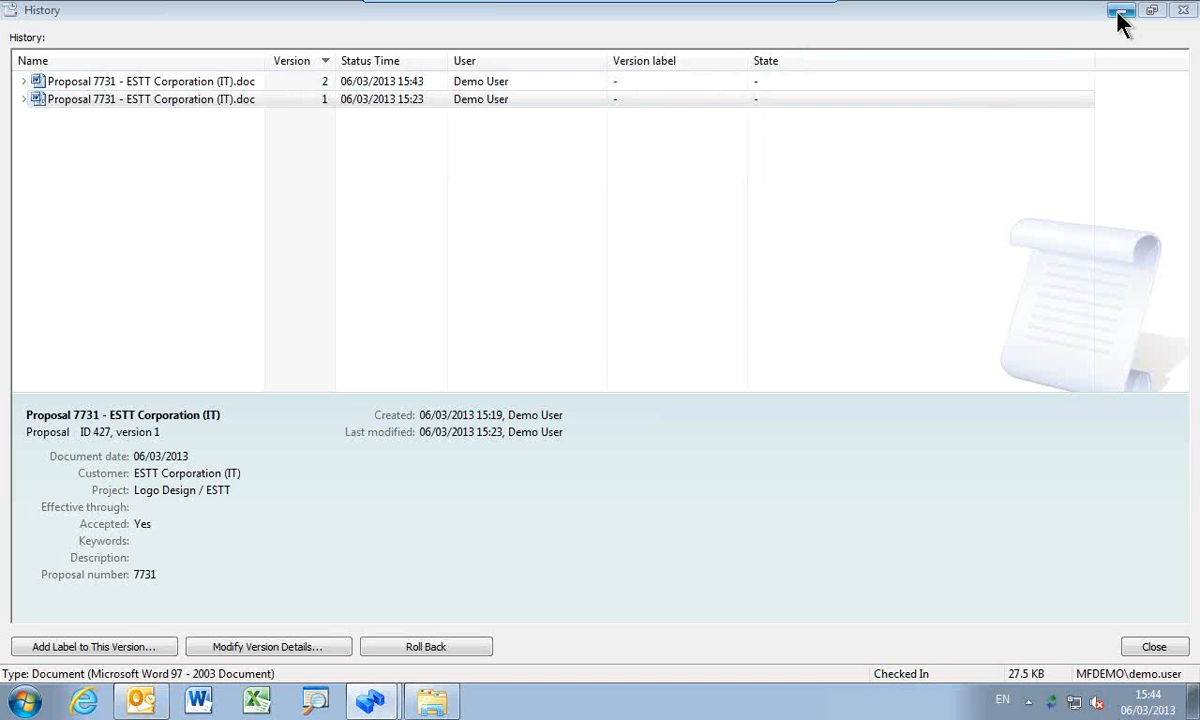 History
History:
Name Version Status Time User Version label State
Proposal 7731 - ESTT Corporation (IT).doc 2 06/03/2013 15:43 Demo User - -
Proposal 7731 - ESTT Corporation (IT).doc 1 06/03/2013 15:23 Demo User - -
Proposal 7731 - ESTT Corporation (IT) Created: 06/03/2013 15:19, Demo User
Proposal ID 427, version 1 Last modified: 06/03/2013 15:23, Demo User
Document date: 06/03/2013
Customer: ESTT Corporation (IT)
Project: Logo Design / ESTT
Effective through:
Accepted: Yes
Keywords:
Description:
Proposal number: 7731
Add Label to This Version... Modify Version Details... Roll Back Close
Type: Document (Microsoft Word 97 - 2003 Document) Checked In 27.5 KB MFDEMO\demo.user
EN 15:44
06/03/2013